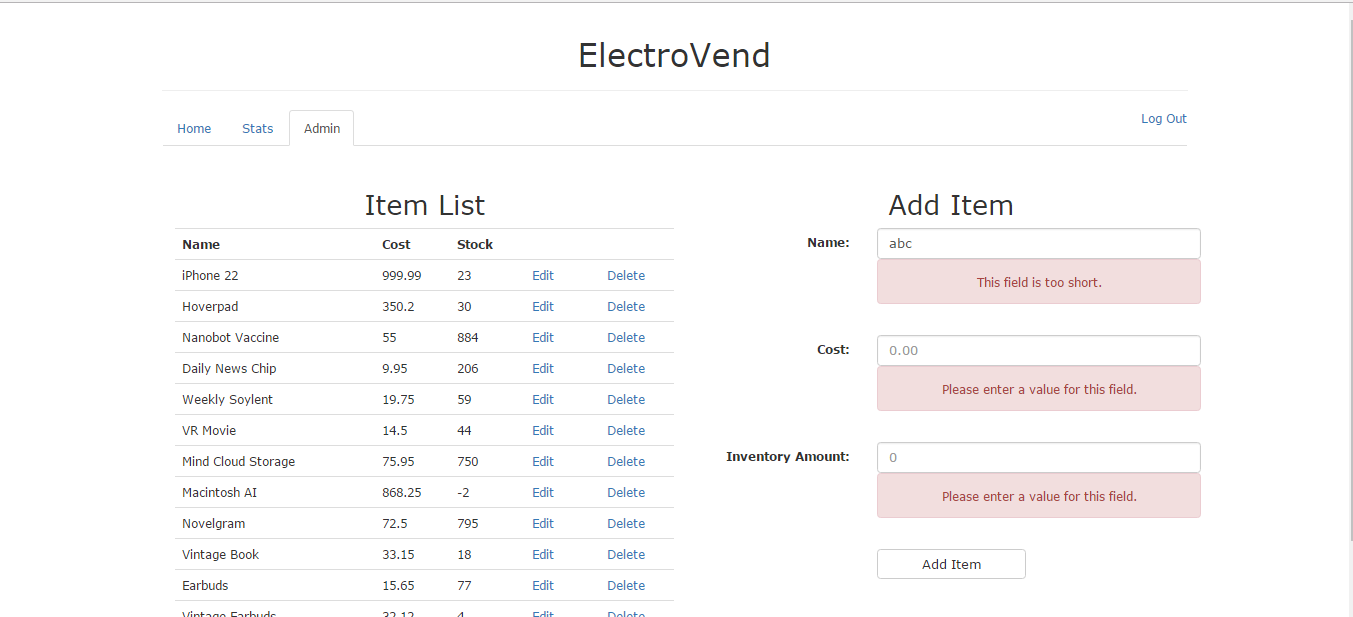 ElectroVend
Home Stats Admin Log Out
Item List
Name Cost Stock
iPhone 22 999.99 23 Edit Delete
Hoverpad 350.2 30 Edit Delete
Nanobot Vaccine 55 884 Edit Delete
Daily News Chip 9.95 206 Edit Delete
Weekly Soylent 19.75 59 Edit Delete
VR Movie 14.5 44 Edit Delete
Mind Cloud Storage 75.95 750 Edit Delete
Macintosh AI 868.25 -2 Edit Delete
Novelgram 72.5 795 Edit Delete
Vintage Book 33.15 18 Edit Delete
Earbuds 15.65 77 Edit Delete
Vintage Earbuds 32.12 4 Edit Delete
Add Item
Name: abc
This field is too short.
Cost: 0.00
Please enter a value for this field.
Inventory Amount: 0
Please enter a value for this field.
Add Item